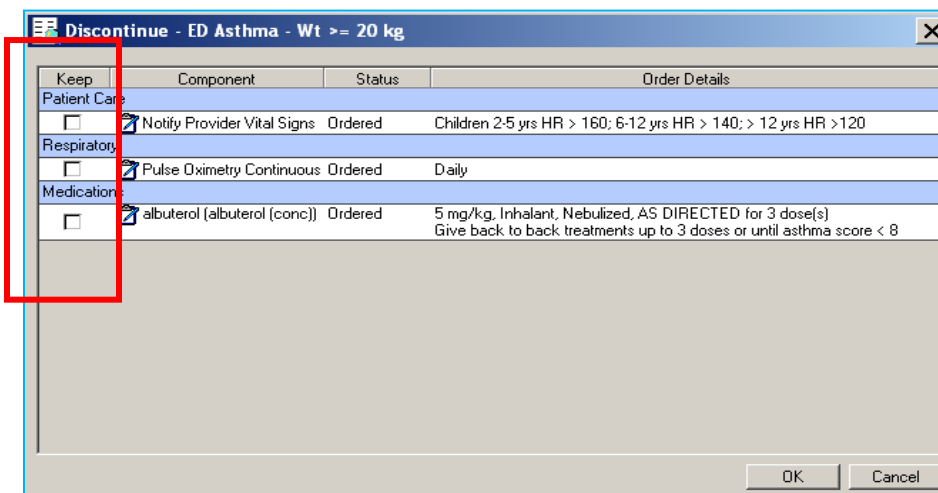 Discontinue - ED Asthma - Wt >= 20 kg
Keep Component Status Order Details
Patient Care
Notify Provider Vital Signs Ordered Children 2-5 yrs HR > 160; 6-12 yrs HR > 140; > 12 yrs HR >120
Respiratory
Pulse Oximetry Continuous Ordered Daily
Medications
albuterol (albuterol (conc)) Ordered 5 mg/kg, Inhalant, Nebulized, AS DIRECTED for 3 dose(s)
Give back to back treatments up to 3 doses or until asthma score < 8
OK Cancel